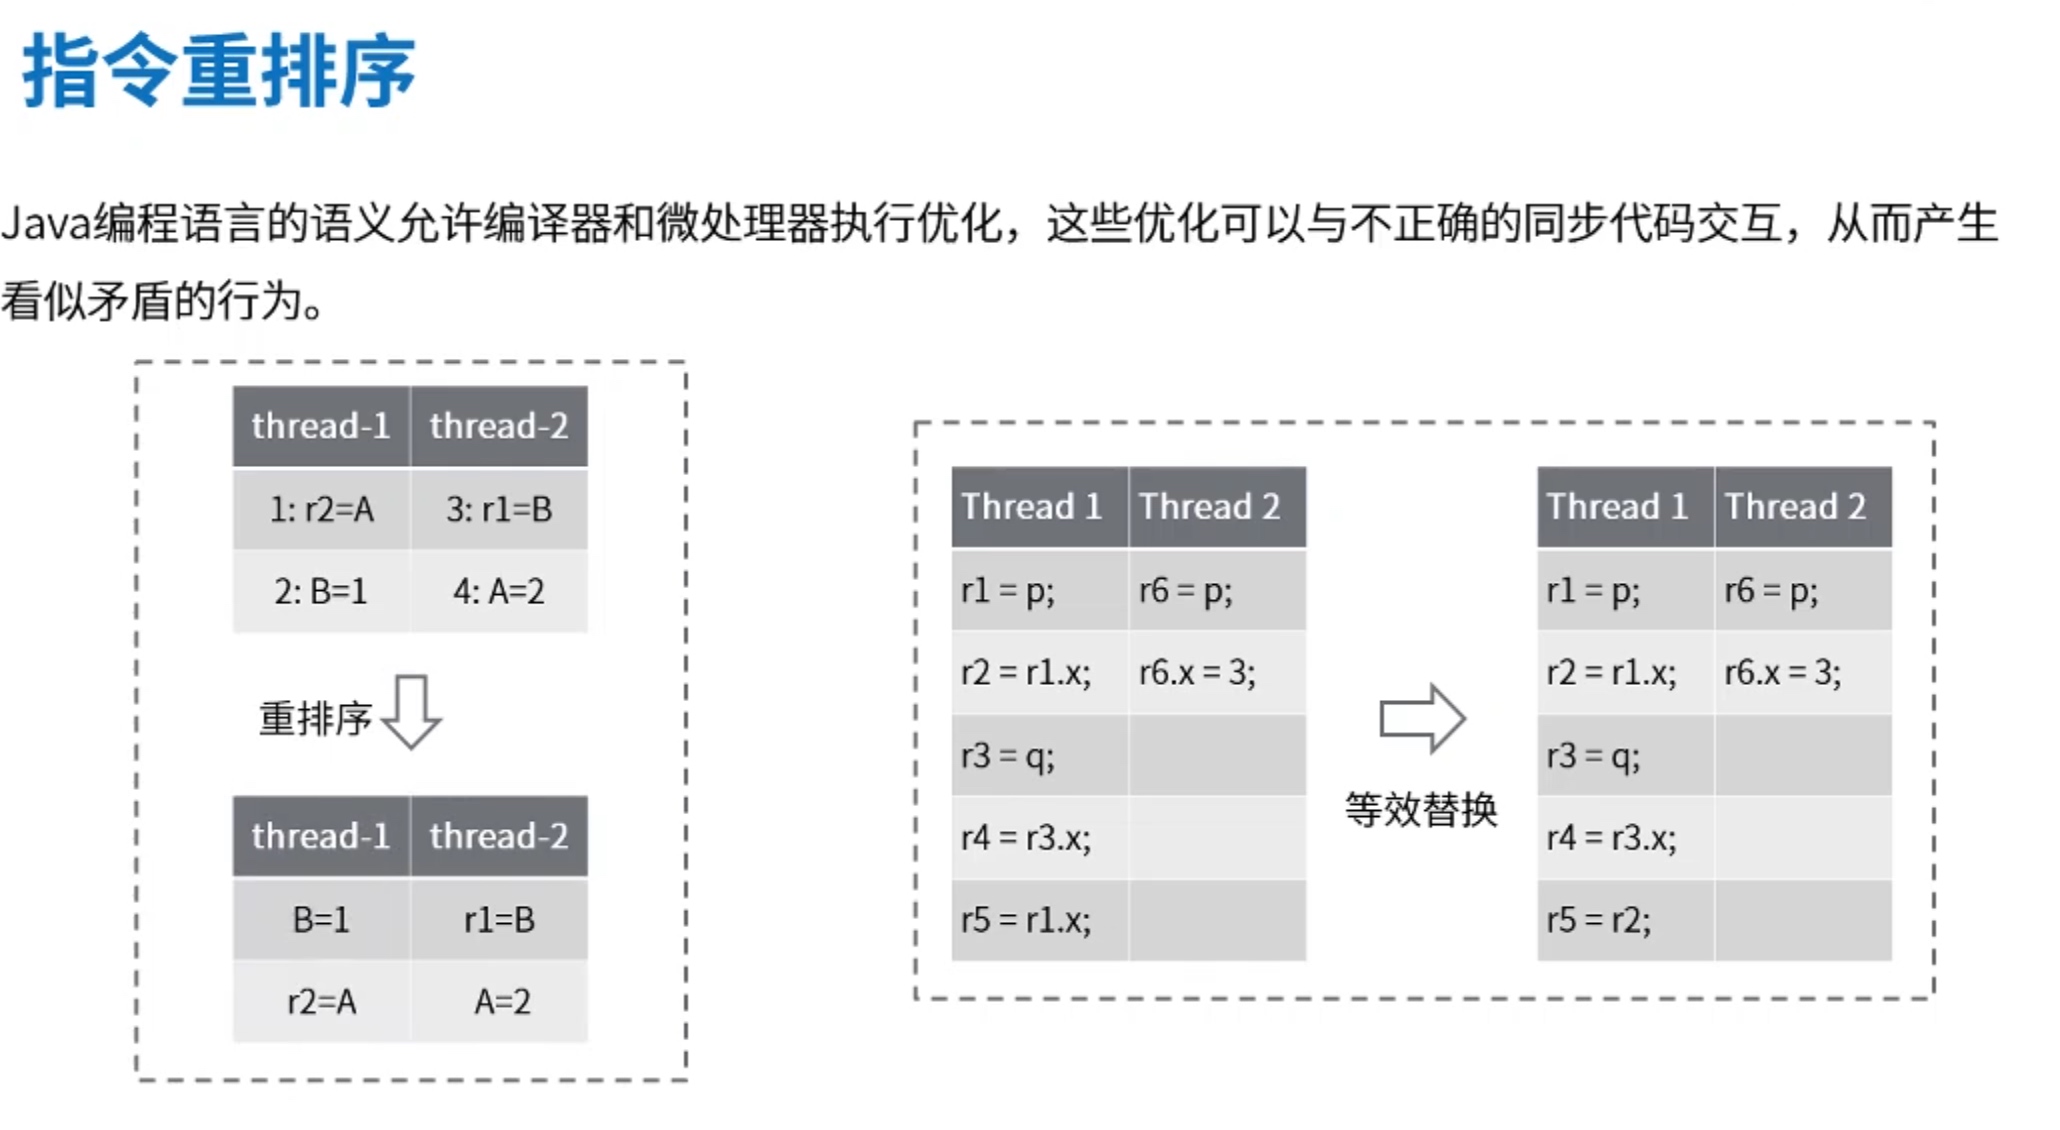 指令重排序
Java编程语言的语义允许编译器和微处理器执行优化，这些优化可以与不正确的同步代码交互，从而产生
看似矛盾的行为。
thread-1 thread-2
1: r2=A 3: r1=B
2: B=1 4: A=2
重排序
thread-1 thread-2
B=1 r1=B
r2=A A=2
Thread 1 Thread 2
r1 = p; r6 = p;
r2 = r1.x; r6.x = 3;
r3 = q;
r4 = r3.x;
r5 = r1.x;
等效替换
Thread 1 Thread 2
r1 = p; r6 = p;
r2 = r1.x; r6.x = 3;
r3 = q;
r4 = r3.x;
r5 = r2;